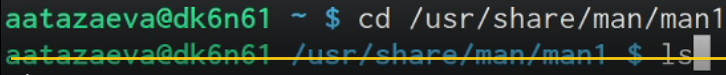 aatazaeva@dk6n61 ~ $ cd /usr/share/man/man1
aatazaeva@dk6n61 /usr/share/man/man1 $ ls